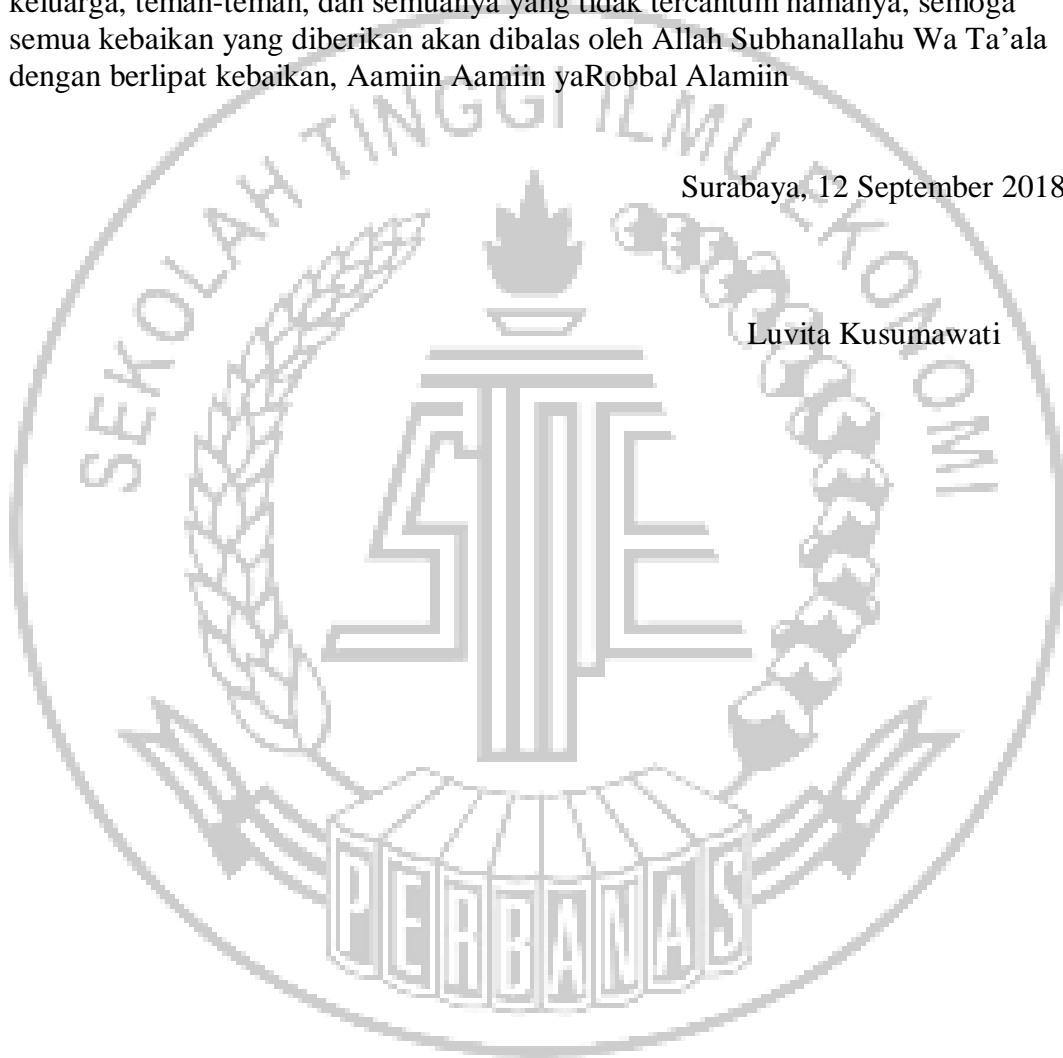 keluarga, teman-teman, dan semuanya yang tidak tercantum namanya, semoga
semua kebaikan yang diberikan akan dibalas oleh Allah Subhanallahu Wa Ta’ala
dengan berlipat kebaikan, Aamiin Aamiin yaRobbal Alamiin
Surabaya, 12 September 2018
Luvita Kusumawati
SEKOLAH TINGGI ILMU EKONOMI
STIE
PERBANAS